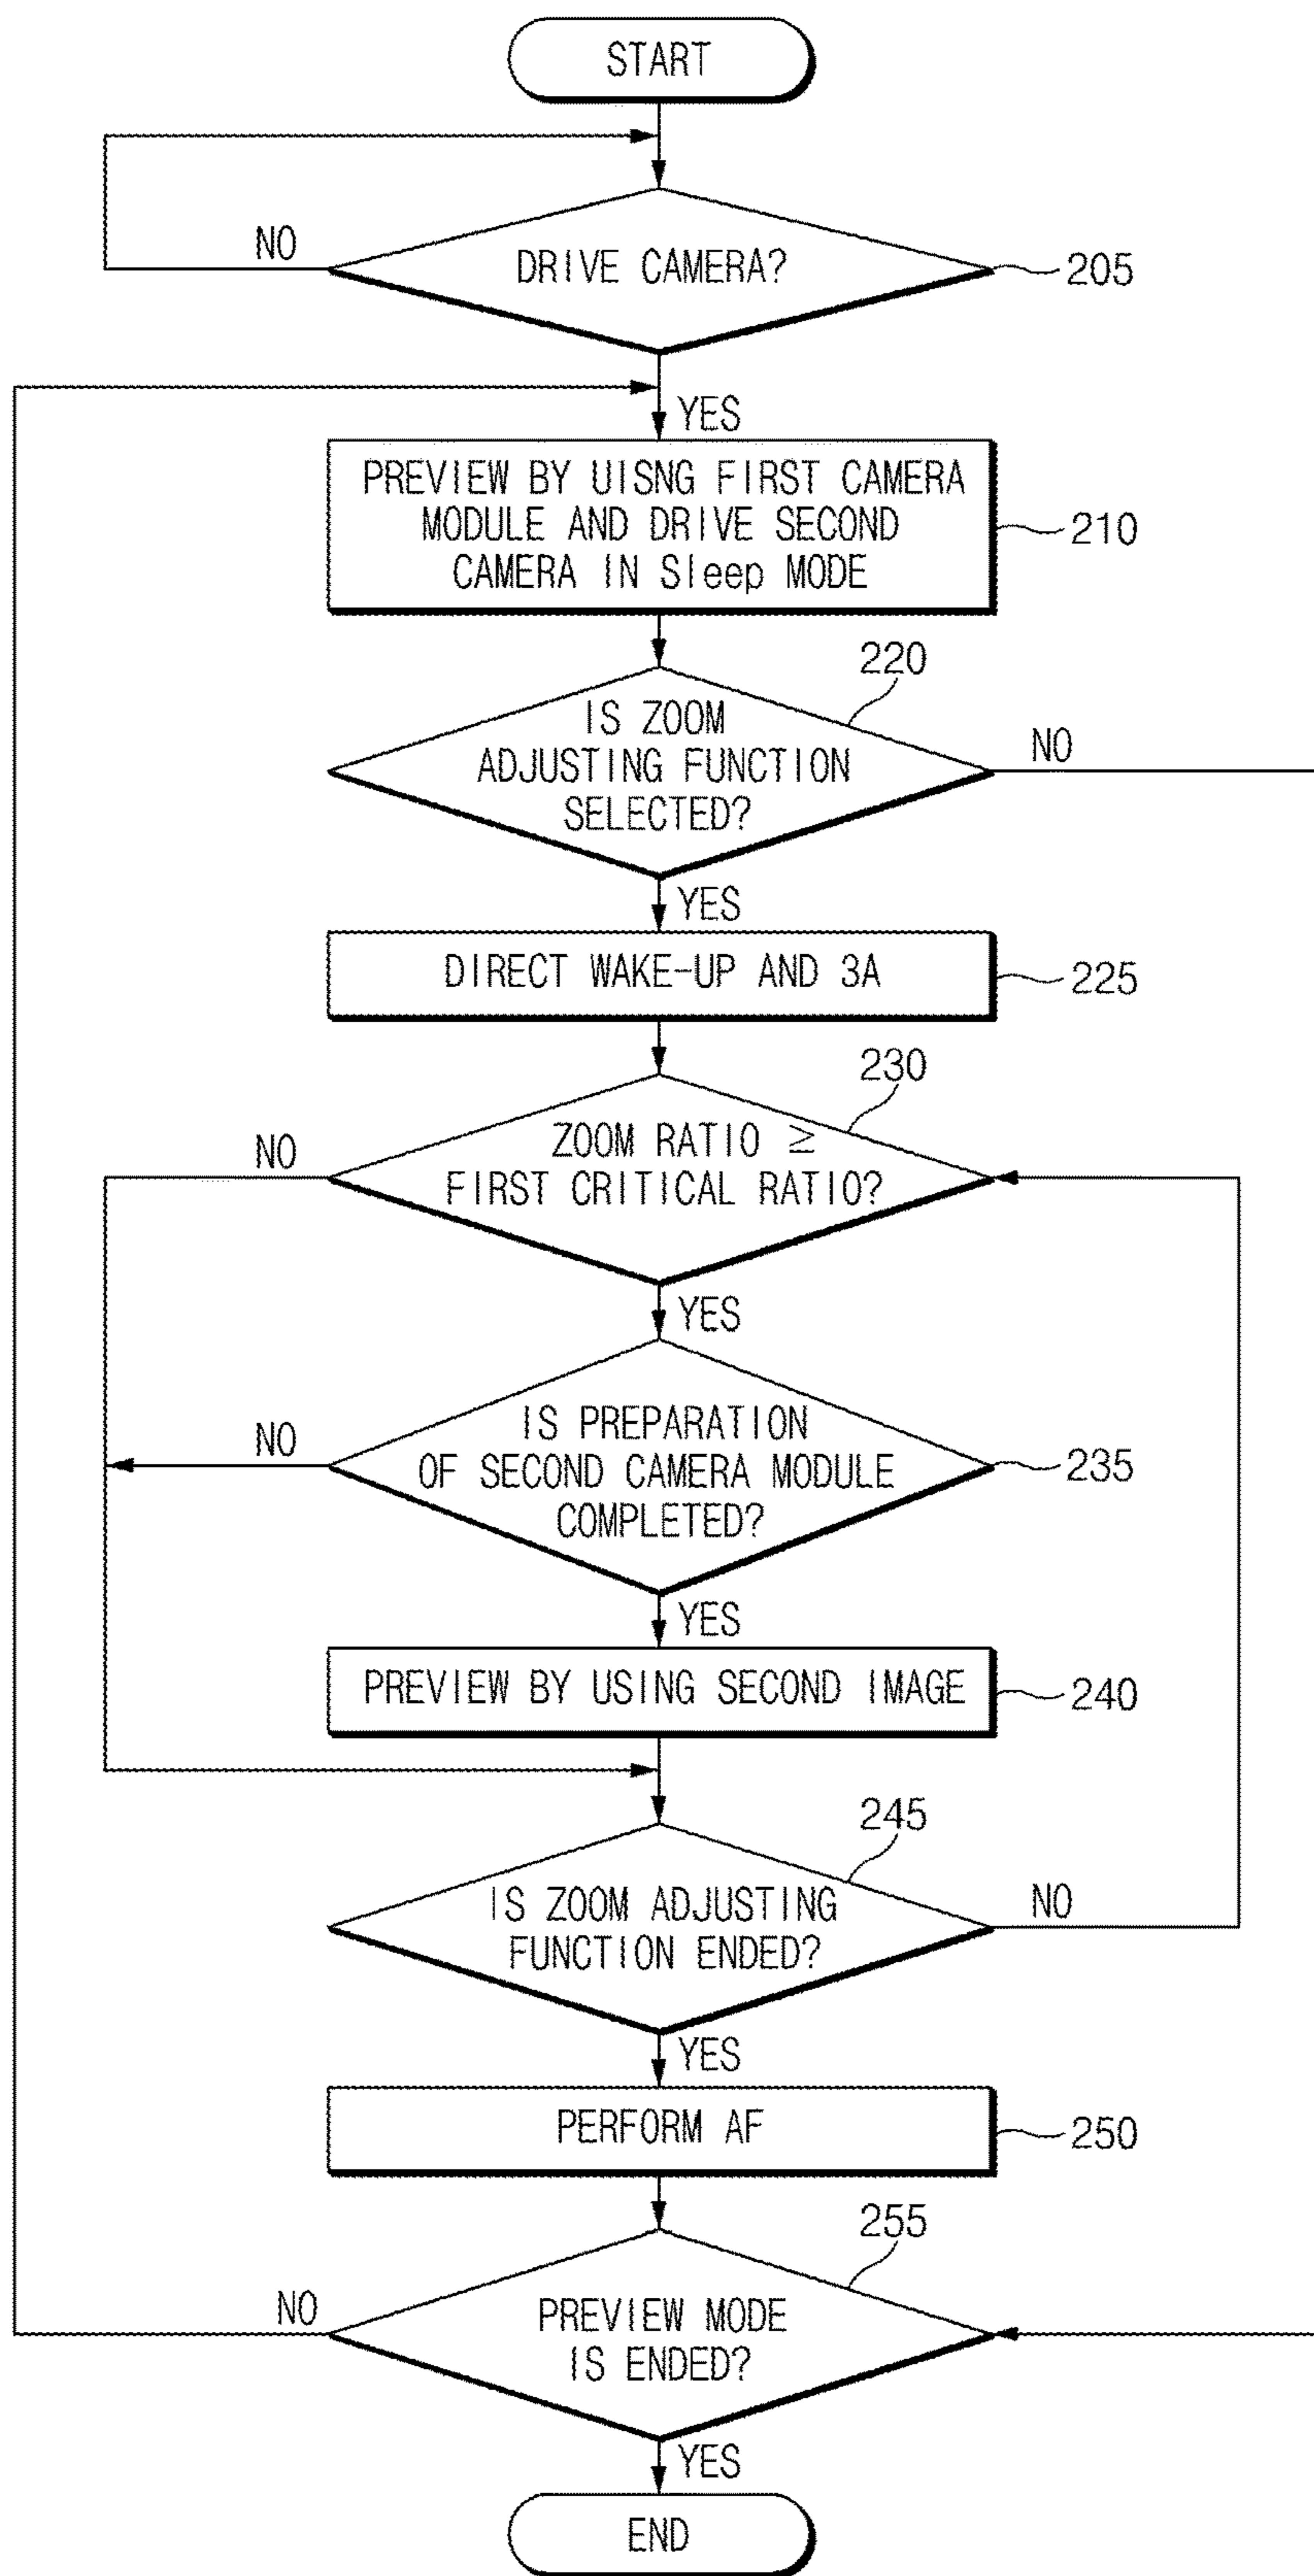 START
NO
DRIVE CAMERA?
205
YES
PREVIEW BY UISNG FIRST CAMERA
MODULE AND DRIVE SECOND
CAMERA IN Sleep MODE
210
220
IS ZOOM
ADJUSTING FUNCTION
SELECTED?
NO
YES
DIRECT WAKE-UP AND 3A
225
230
NO
ZOOM RATIO ≥
FIRST CRITICAL RATIO?
YES
NO
IS PREPARATION
OF SECOND CAMERA MODULE
COMPLETED?
235
YES
PREVIEW BY USING SECOND IMAGE
240
245
IS ZOOM ADJUSTING
FUNCTION ENDED?
NO
YES
PERFORM AF
250
255
NO
PREVIEW MODE
IS ENDED?
YES
END